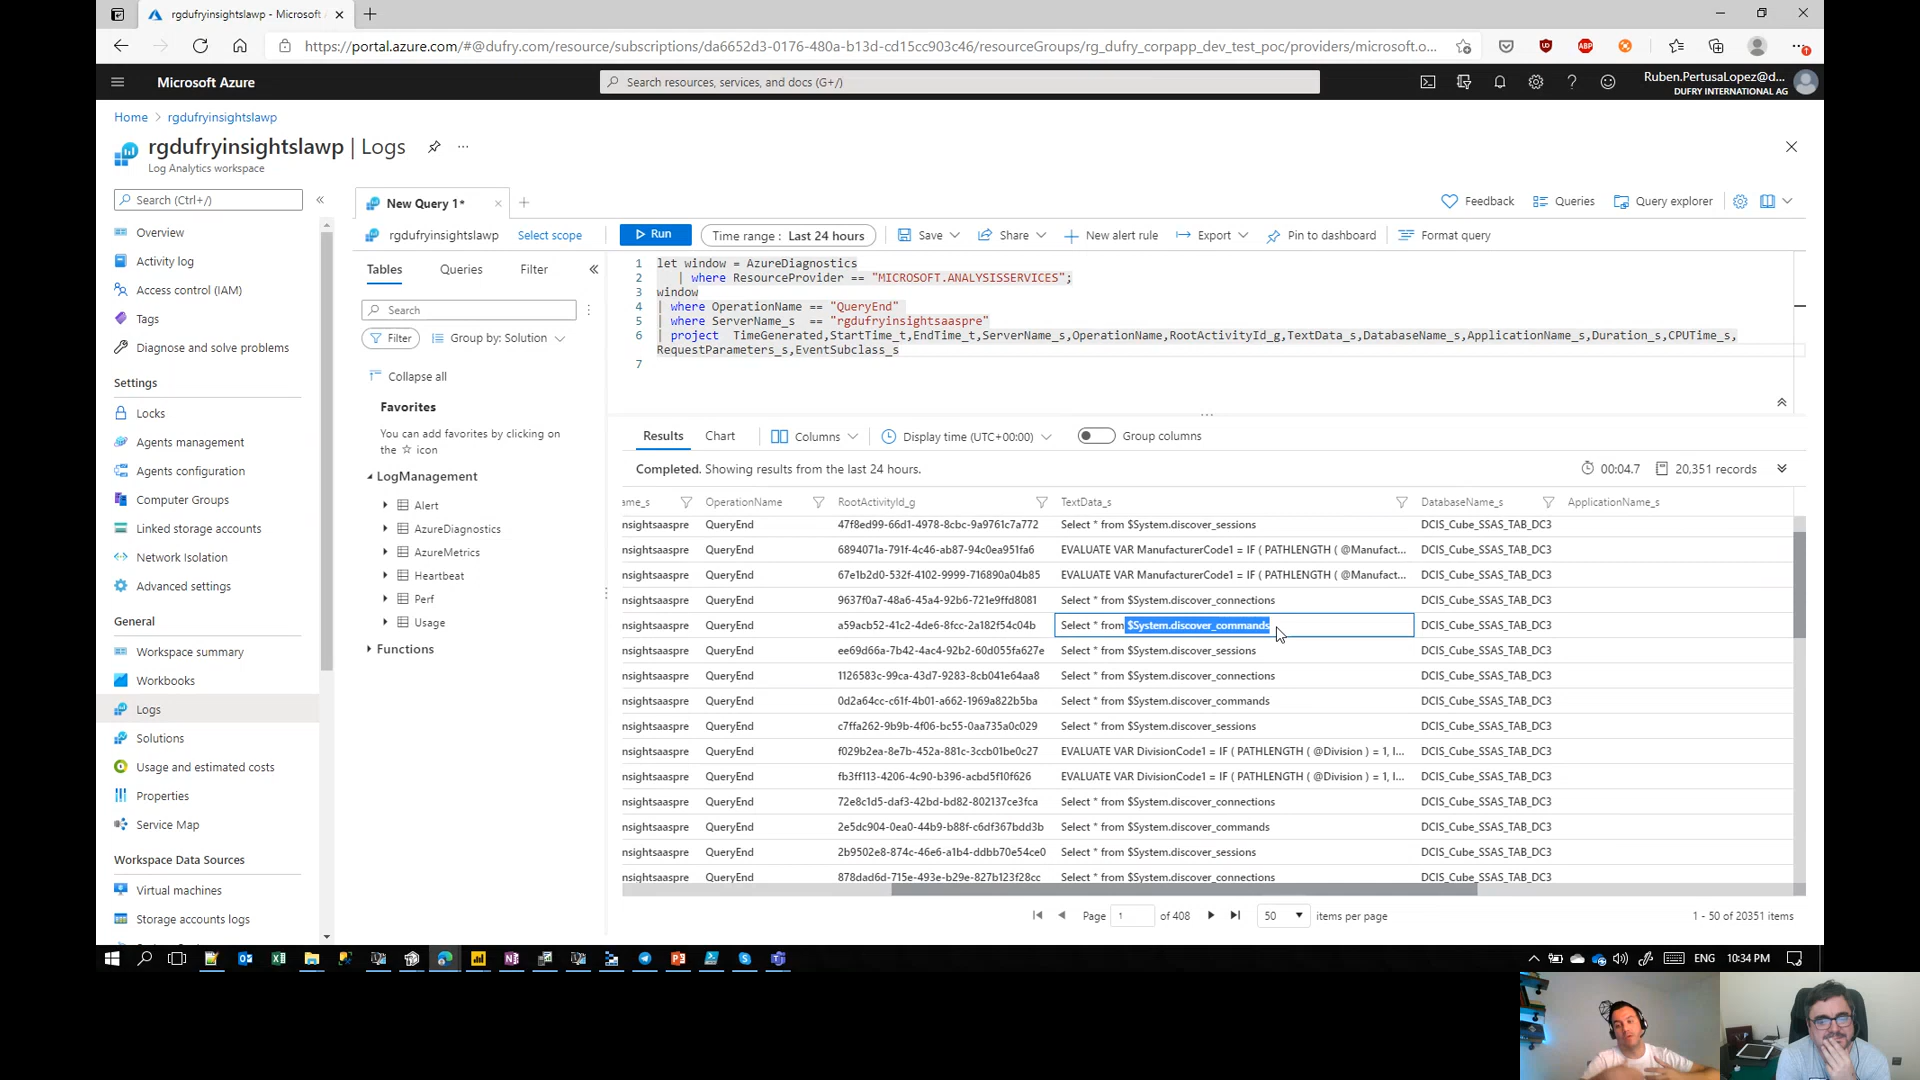 rgdufryinsightslawp - Microsoft
https://portal.azure.com/#@dufry.com/resource/subscriptions/da6652d3-0176-480a-b13d-cd15cc903c46/resourceGroups/rg_dufry_corpapp_dev_test_poc/providers/microsoft.o...
Microsoft Azure
Search resources, services, and docs (G+/)
Ruben.PertusaLopez@d...
DUFRY INTERNATIONAL AG
Home > rgdufryinsightslawp
rgdufryinsightslawp | Logs
Log Analytics workspace
Search (Ctrl+/)
Overview
Activity log
Access control (IAM)
Tags
Diagnose and solve problems
Settings
Locks
Agents management
Agents configuration
Computer Groups
Linked storage accounts
Network Isolation
Advanced settings
General
Workspace summary
Workbooks
Logs
Solutions
Usage and estimated costs
Properties
Service Map
Workspace Data Sources
Virtual machines
Storage accounts logs
New Query 1*
Feedback Queries Query explorer
rgdufryinsightslawp Select scope
Run Time range : Last 24 hours Save Share New alert rule Export Pin to dashboard Format query
Tables Queries Filter
Search
Filter Group by: Solution
Collapse all
Favorites
You can add favorites by clicking on
the ☆ icon
LogManagement
Alert
AzureDiagnostics
AzureMetrics
Heartbeat
Perf
Usage
Functions
1 let window = AzureDiagnostics
2 | where ResourceProvider == "MICROSOFT.ANALYSISSERVICES";
3 window
4 | where OperationName == "QueryEnd"
5 | where ServerName_s == "rgdufryinsightsaaspre"
6 | project TimeGenerated,StartTime_t,EndTime_t,ServerName_s,OperationName,RootActivityId_g,TextData_s,DatabaseName_s,ApplicationName_s,Duration_s,CPUTime_s,
RequestParameters_s,EventSubclass_s
7
Results Chart Columns Display time (UTC+00:00) Group columns
Completed. Showing results from the last 24 hours. 00:04.7 20,351 records
ame_s OperationName RootActivityId_g TextData_s DatabaseName_s ApplicationName_s
nsightsaaspre QueryEnd 47f8ed99-66d1-4978-8cbc-9a9761c7a772 Select * from $System.discover_sessions DCIS_Cube_SSAS_TAB_DC3
nsightsaaspre QueryEnd 6894071a-791f-4c46-ab87-94c0ea951fa6 EVALUATE VAR ManufacturerCode1 = IF ( PATHLENGTH ( @Manufact... DCIS_Cube_SSAS_TAB_DC3
nsightsaaspre QueryEnd 67e1b2d0-532f-4102-9999-716890a04b85 EVALUATE VAR ManufacturerCode1 = IF ( PATHLENGTH ( @Manufact... DCIS_Cube_SSAS_TAB_DC3
nsightsaaspre QueryEnd 9637f0a7-48a6-45a4-92b6-721e9ffd8081 Select * from $System.discover_connections DCIS_Cube_SSAS_TAB_DC3
nsightsaaspre QueryEnd a59acb52-41c2-4de6-8fcc-2a182f54c04b Select * from $System.discover_commands DCIS_Cube_SSAS_TAB_DC3
nsightsaaspre QueryEnd ee69d66a-7b42-4ac4-92b2-60d055fa627e Select * from $System.discover_sessions DCIS_Cube_SSAS_TAB_DC3
nsightsaaspre QueryEnd 1126583c-99ca-43d7-9283-8cb041e64aa8 Select * from $System.discover_connections DCIS_Cube_SSAS_TAB_DC3
nsightsaaspre QueryEnd 0d2a64cc-c61f-4b01-a662-1969a822b5ba Select * from $System.discover_commands DCIS_Cube_SSAS_TAB_DC3
nsightsaaspre QueryEnd c7ffa262-9b9b-4f06-bc55-0aa735a0c029 Select * from $System.discover_sessions DCIS_Cube_SSAS_TAB_DC3
nsightsaaspre QueryEnd f029b2ea-8e7b-452a-881c-3ccb01be0c27 EVALUATE VAR DivisionCode1 = IF ( PATHLENGTH ( @Division ) = 1, I... DCIS_Cube_SSAS_TAB_DC3
nsightsaaspre QueryEnd fb3ff113-4206-4c90-b396-acbd5f10f626 EVALUATE VAR DivisionCode1 = IF ( PATHLENGTH ( @Division ) = 1, I... DCIS_Cube_SSAS_TAB_DC3
nsightsaaspre QueryEnd 72e8c1d5-daf3-42bd-bd82-802137ce3fca Select * from $System.discover_connections DCIS_Cube_SSAS_TAB_DC3
nsightsaaspre QueryEnd 2e5dc904-0ea0-44b9-b88f-c6df367bdd3b Select * from $System.discover_commands DCIS_Cube_SSAS_TAB_DC3
nsightsaaspre QueryEnd 2b9502e8-874c-46e6-a1b4-ddbb70e54ce0 Select * from $System.discover_sessions DCIS_Cube_SSAS_TAB_DC3
nsightsaaspre QueryEnd 878dad6d-715e-493e-b29e-827b123f28cc Select * from $System.discover_connections DCIS_Cube_SSAS_TAB_DC3
Page 1 of 408 50 items per page 1 - 50 of 20351 items
ENG 10:34 PM